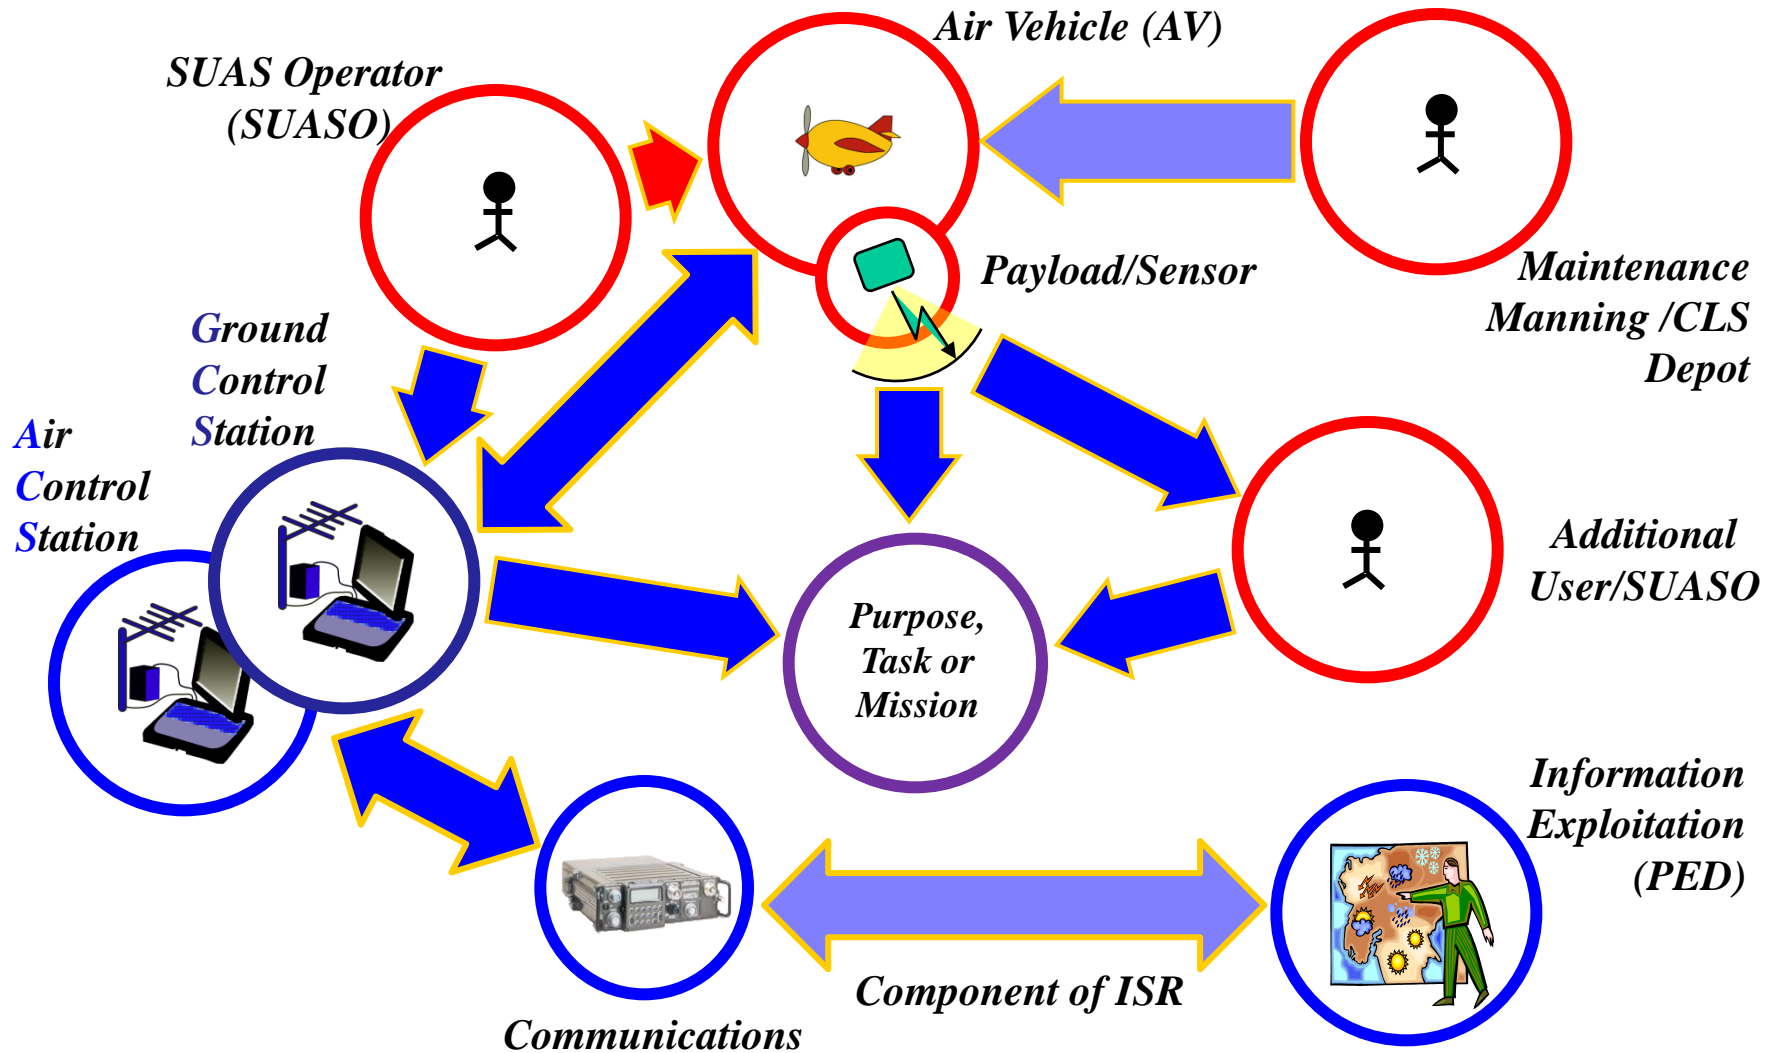 Air Vehicle (AV)
SUAS Operator
(SUASO)
Payload/Sensor
Maintenance
Manning /CLS
Depot
Ground
Control
Station
Air
Control
Station
Additional
User/SUASO
Purpose,
Task or
Mission
Information
Exploitation
(PED)
Component of ISR
Communications